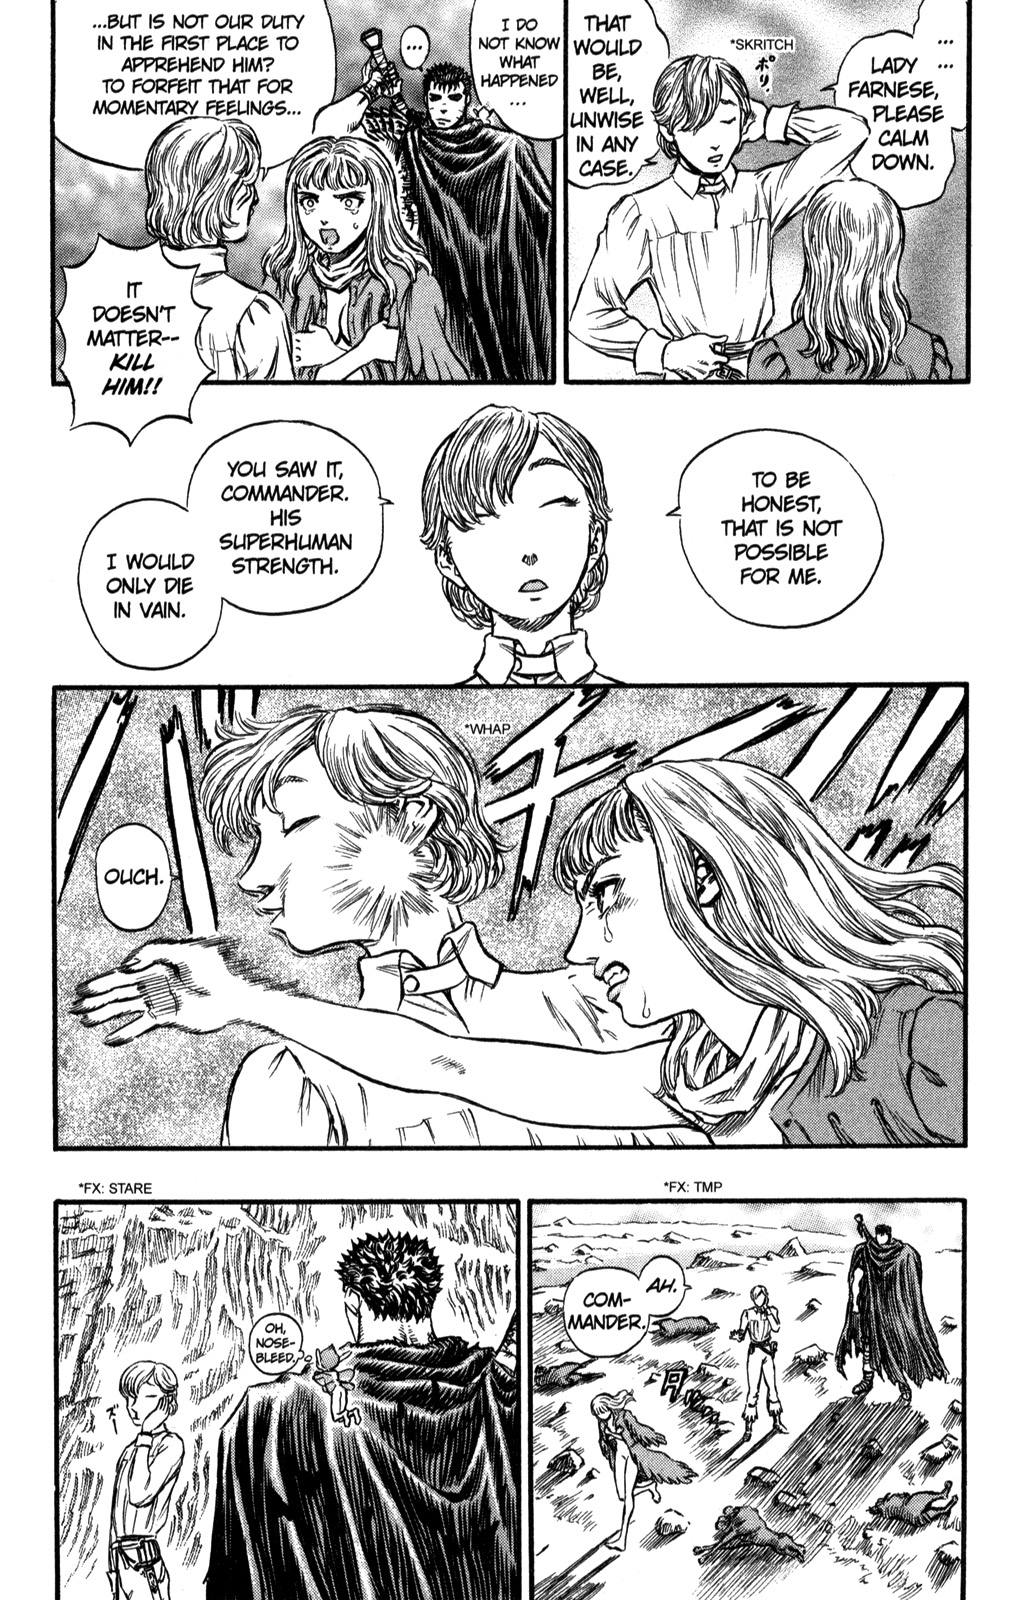 ...
...
LADY
FARNESE,
PLEASE
CALM
DOWN.
*SKRITCH
ポリ,
THAT
WOULD
BE,
WELL,
UNWISE
IN ANY
CASE.
I DO
NOT KNOW
WHAT
HAPPENED
...
...
...BUT IS NOT OUR DUTY
IN THE FIRST PLACE TO
APPREHEND HIM?
TO FORFEIT THAT FOR
MOMENTARY FEELINGS...
IT
DOESN'T
MATTER--
KILL
HIM!!
TO BE
HONEST,
THAT IS NOT
POSSIBLE
FOR ME.
YOU SAW IT,
COMMANDER.
HIS
SUPERHUMAN
STRENGTH.
I WOULD
ONLY DIE
IN VAIN.
*WHAP
OUCH.
*FX: TMP
AH.
COM-
MANDER.
*FX: STARE
OH,
NOSE-
BLEED.